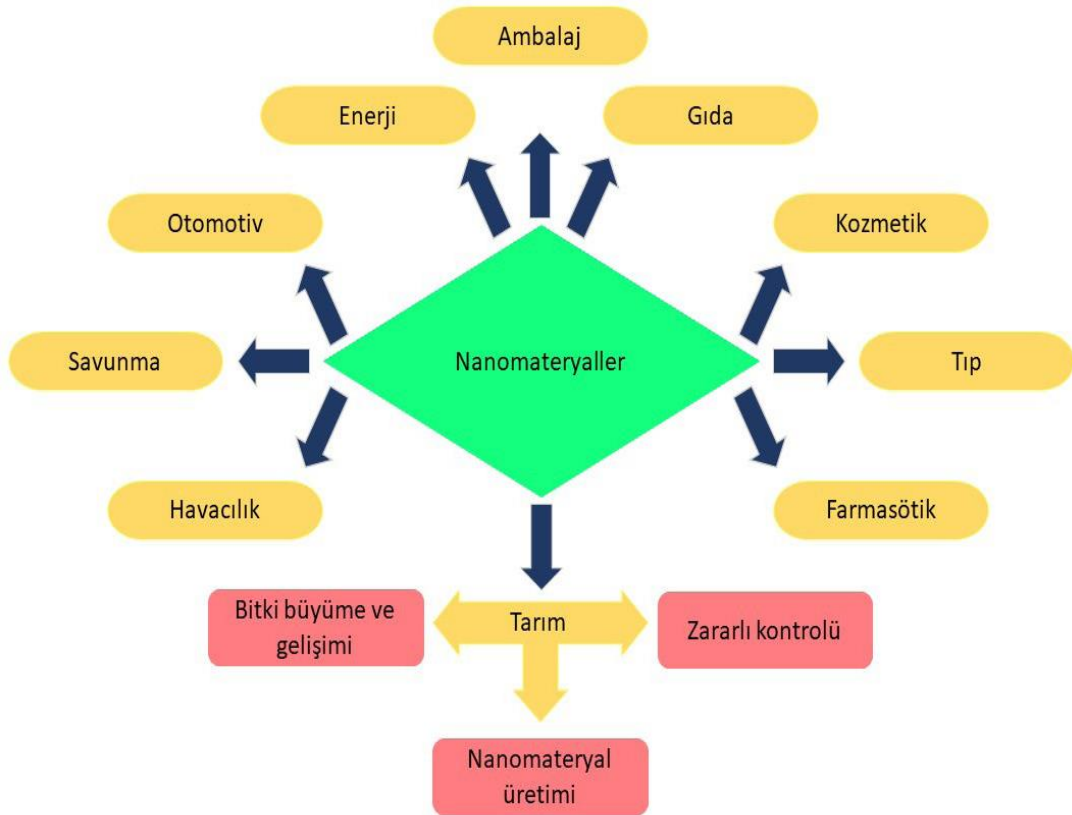 Ambalaj
Enerji
Gıda
Otomotiv
Kozmetik
Savunma
Nanomateryaller
Tıp
Havacılık
Farmasötik
Bitki büyüme ve
gelişimi
Tarım
Zararlı kontrolü
Nanomateryal
üretimi